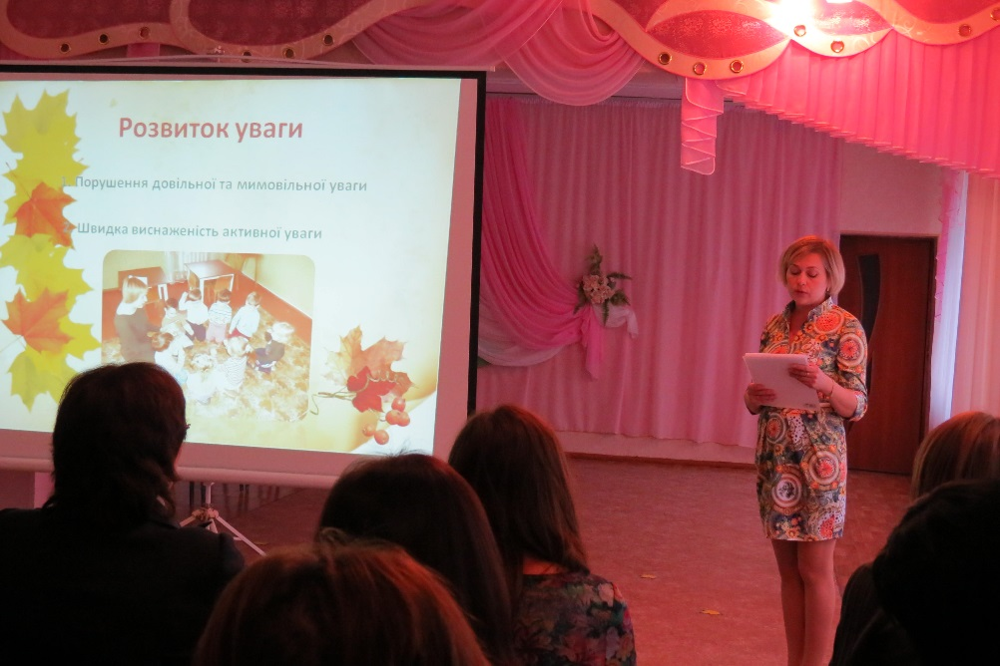 Розвиток уваги
Порушення довільної та мимовільної уваги
Швидка виснаженість активної уваги